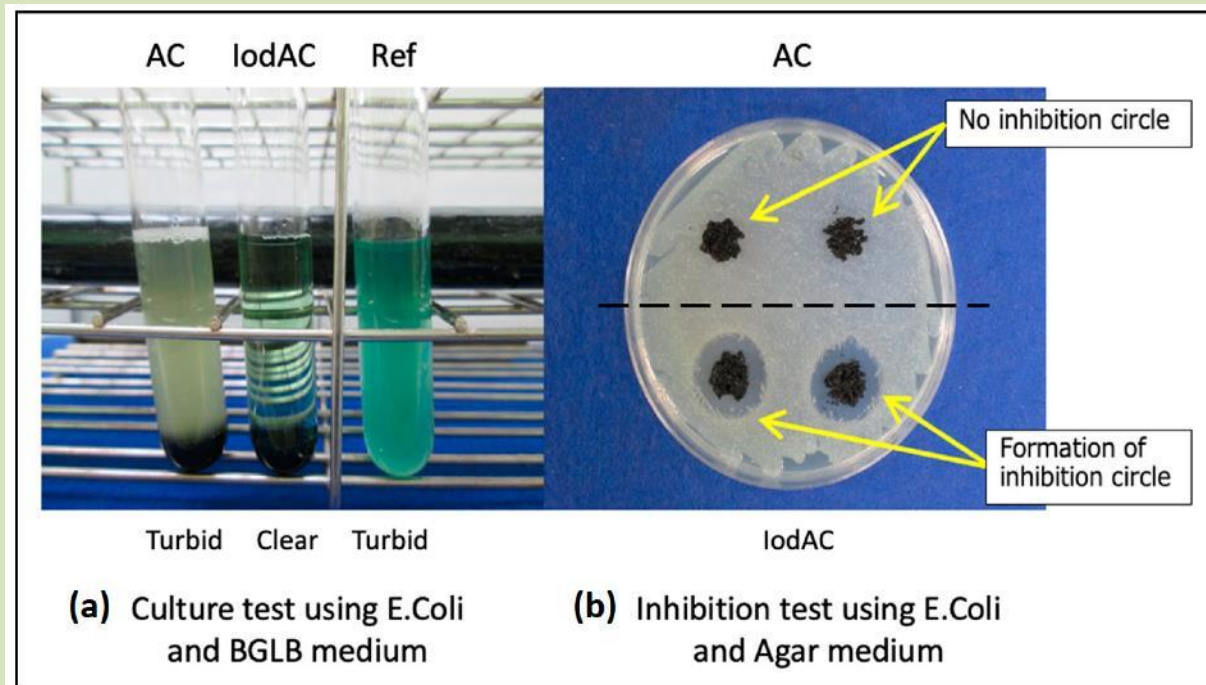 AC IodAC Ref
Turbid Clear Turbid
(a) Culture test using E.Coli
and BGLB medium
AC
No inhibition circle
Formation of
inhibition circle
IodAC
(b) Inhibition test using E.Coli
and Agar medium